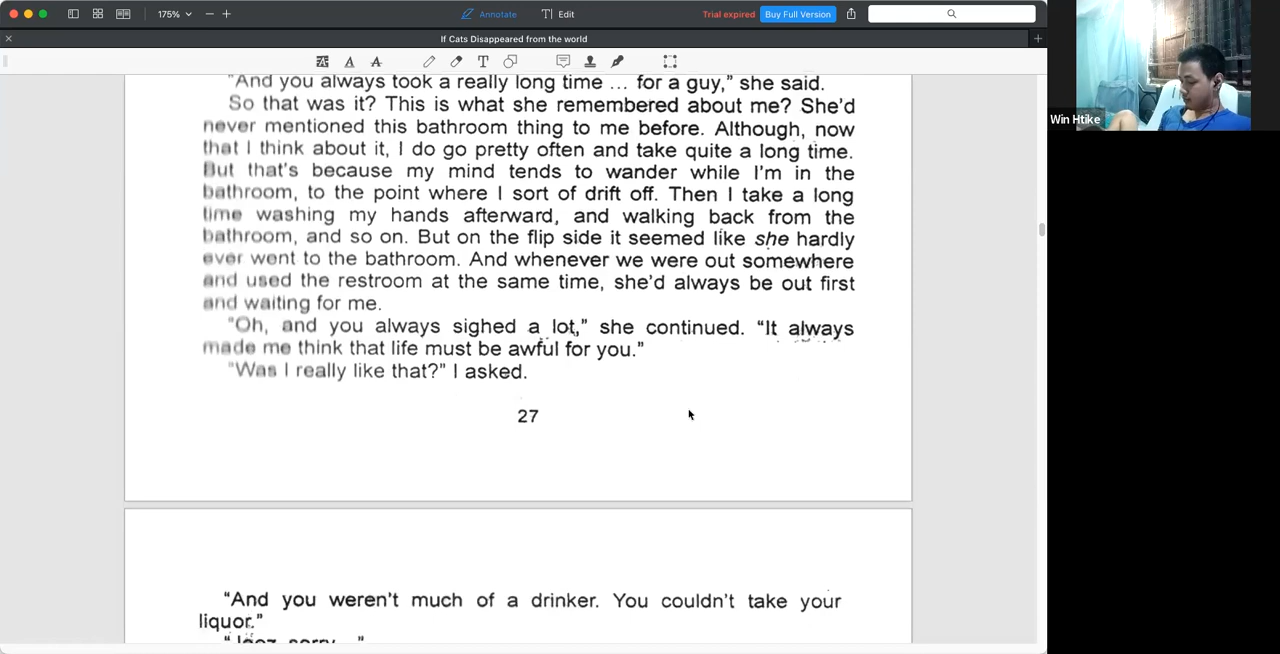 175%
Annotate
Edit
Trial expired
Buy Full Version
If Cats Disappeared from the world
"And you always took a really long time ... for a guy," she said.
So that was it? This is what she remembered about me? She'd
never mentioned this bathroom thing to me before. Although, now
that I think about it, I do go pretty often and take quite a long time.
But that's because my mind tends to wander while I'm in the
bathroom, to the point where I sort of drift off. Then I take a long
time washing my hands afterward, and walking back from the
bathroom, and so on. But on the flip side it seemed like she hardly
ever went to the bathroom. And whenever we were out somewhere
and used the restroom at the same time, she'd always be out first
and waiting for me.
"Oh, and you always sighed a lot," she continued. "It always
made me think that life must be awful for you."
"Was I really like that?" I asked.
27
"And you weren't much of a drinker. You couldn't take your
liquor."
Win Htike